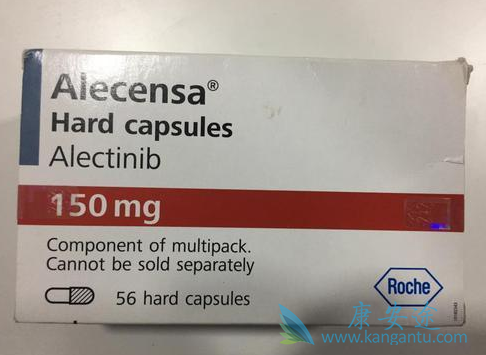 Alecensa®
Hard capsules
Alectinib
150 mg
Component of multipack.
Cannot be sold separately
56 hard capsules
Roche
康安途
www.kangantu.com